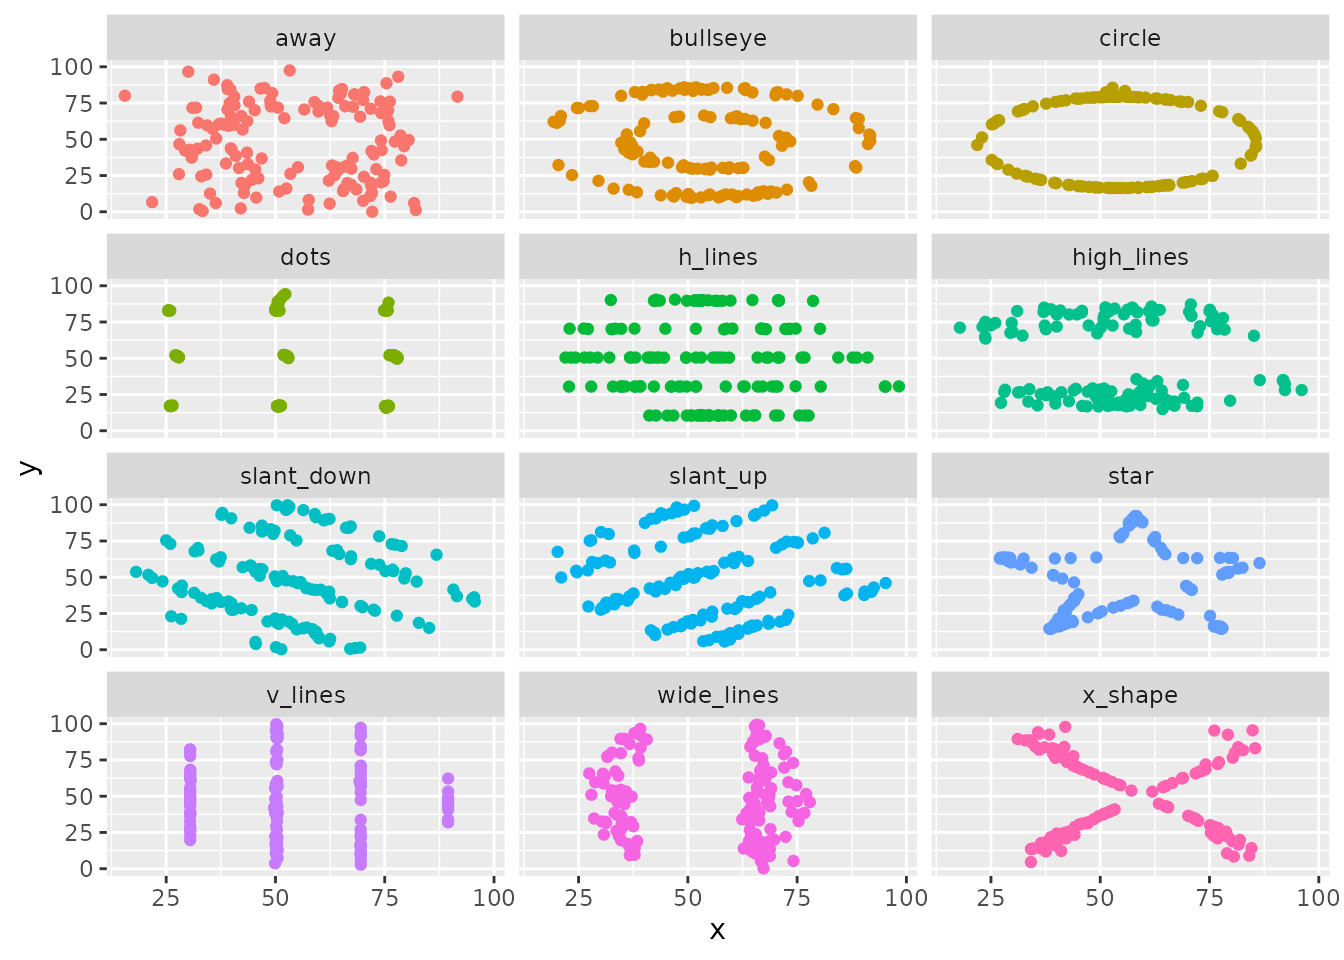 away bullseye circle
100
75
50
25
0
dots h_lines high_lines
100
75
50
25
0
slant_down slant_up star
100
75
50
25
0
v_lines wide_lines x_shape
100
75
50
25
0
25 50 75 100 25 50 75 100 25 50 75 100
x
y